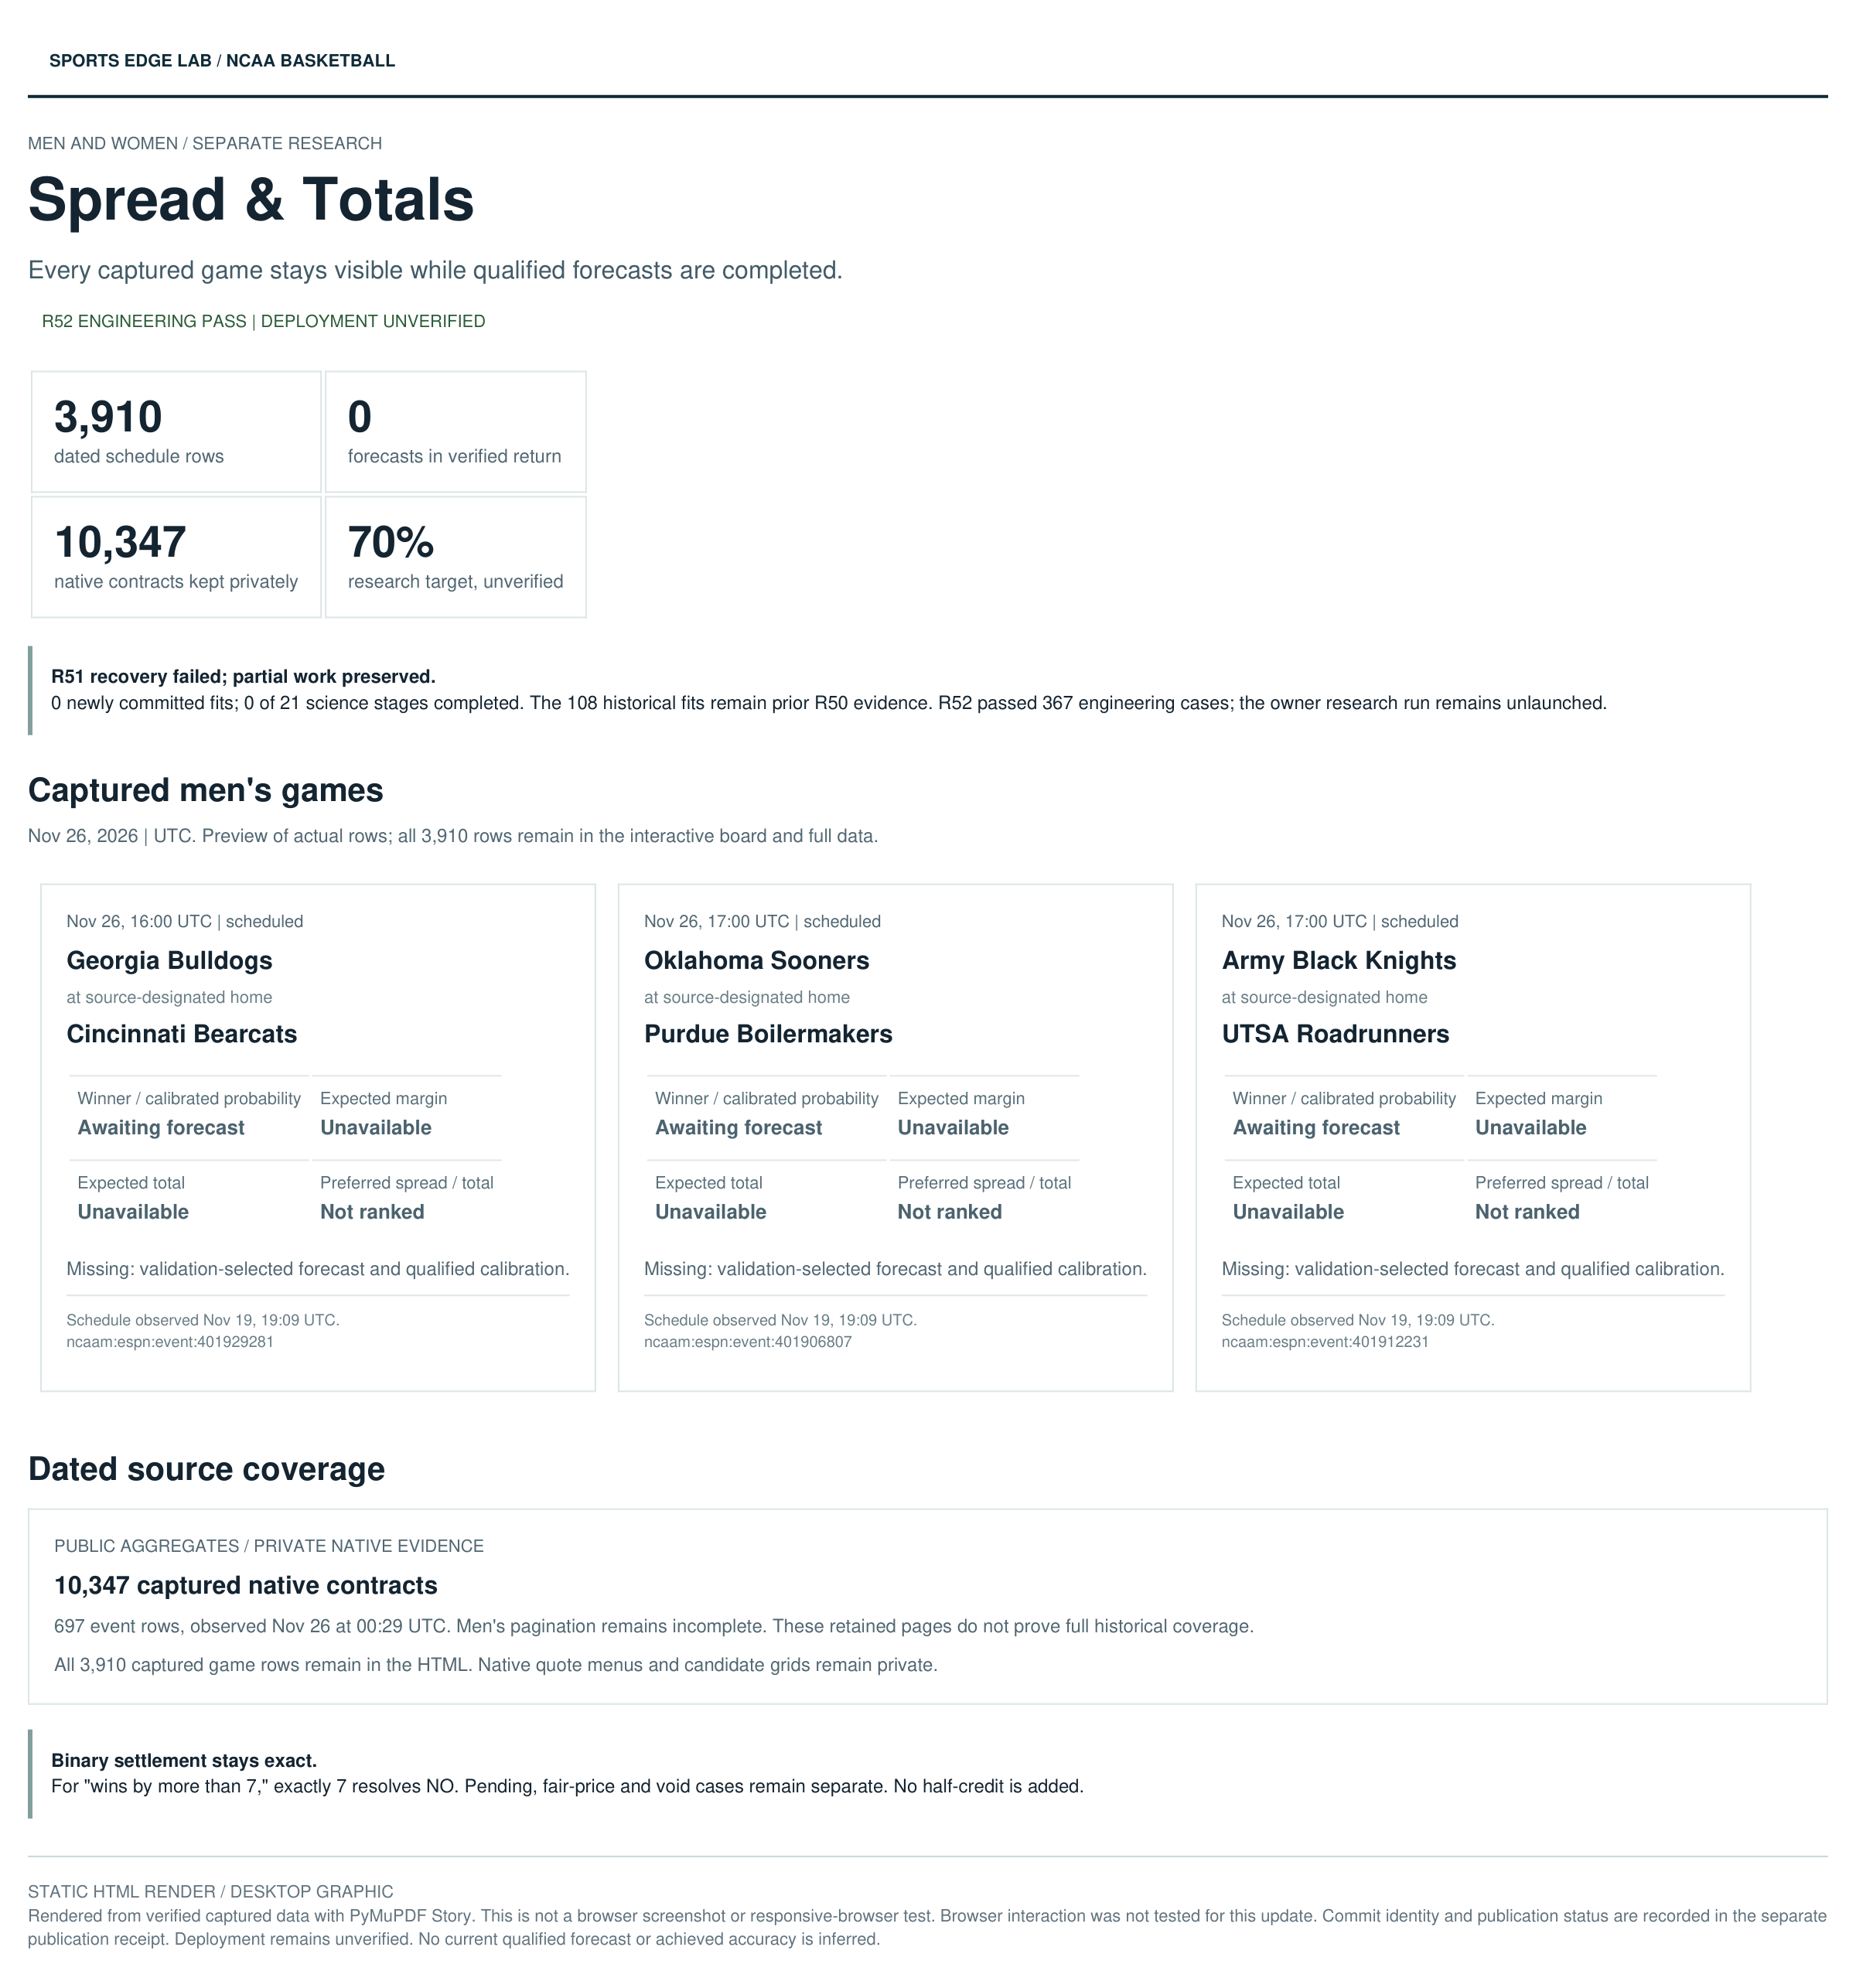 SPORTS EDGE LAB / NCAA BASKETBALL
MEN AND WOMEN / SEPARATE RESEARCH
Spread & Totals
Every captured game stays visible while qualified forecasts are completed.
R52 ENGINEERING PASS | DEPLOYMENT UNVERIFIED
3,910
dated schedule rows
0
forecasts in verified return
10,347
native contracts kept privately
70%
research target, unverified
R51 recovery failed; partial work preserved.
0 newly committed fits; 0 of 21 science stages completed. The 108 historical fits remain prior R50 evidence. R52 passed 367 engineering cases; the owner research run remains unlaunched.
Captured men's games
Nov 26, 2026 | UTC. Preview of actual rows; all 3,910 rows remain in the interactive board and full data.
Nov 26, 16:00 UTC | scheduled
Georgia Bulldogs
at source-designated home
Cincinnati Bearcats
Winner / calibrated probability
Awaiting forecast
Expected margin
Unavailable
Expected total
Unavailable
Preferred spread / total
Not ranked
Missing: validation-selected forecast and qualified calibration.
Schedule observed Nov 19, 19:09 UTC.
ncaam:espn:event:401929281
Nov 26, 17:00 UTC | scheduled
Oklahoma Sooners
at source-designated home
Purdue Boilermakers
Winner / calibrated probability
Awaiting forecast
Expected margin
Unavailable
Expected total
Unavailable
Preferred spread / total
Not ranked
Missing: validation-selected forecast and qualified calibration.
Schedule observed Nov 19, 19:09 UTC.
ncaam:espn:event:401906807
Nov 26, 17:00 UTC | scheduled
Army Black Knights
at source-designated home
UTSA Roadrunners
Winner / calibrated probability
Awaiting forecast
Expected margin
Unavailable
Expected total
Unavailable
Preferred spread / total
Not ranked
Missing: validation-selected forecast and qualified calibration.
Schedule observed Nov 19, 19:09 UTC.
ncaam:espn:event:401912231
Dated source coverage
PUBLIC AGGREGATES / PRIVATE NATIVE EVIDENCE
10,347 captured native contracts
697 event rows, observed Nov 26 at 00:29 UTC. Men's pagination remains incomplete. These retained pages do not prove full historical coverage.
All 3,910 captured game rows remain in the HTML. Native quote menus and candidate grids remain private.
Binary settlement stays exact.
For "wins by more than 7," exactly 7 resolves NO. Pending, fair-price and void cases remain separate. No half-credit is added.
STATIC HTML RENDER / DESKTOP GRAPHIC
Rendered from verified captured data with PyMuPDF Story. This is not a browser screenshot or responsive-browser test. Browser interaction was not tested for this update. Commit identity and publication status are recorded in the separate
publication receipt. Deployment remains unverified. No current qualified forecast or achieved accuracy is inferred.